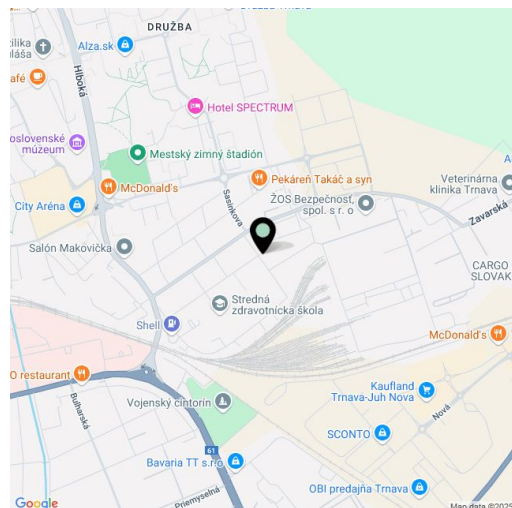 DRUŽBA
Alza.sk
Hlboká
Hotel SPECTRUM
Mestský zimný štadión
McDonald's
Pekáreň Takáč a syn
Veterinárna
klinika Trnava
oslovenské
múzeum
ŽOS Bezpečnosť,
spol. s r. o
City Aréna
Sasinkova
Zavarská
Salón Makovička
CARGO
SLOVAK
Stredná
zdravotnícka škola
Shell
McDonald's
O restaurant
Bulharská
Kaufland
Trnava-Juh Nova
Nová
Vojenský cintorín
SCONTO
61
Bavaria TT s.r.o
OBI predajňa Trnava
Priemyselná
Google
Map data ©2025